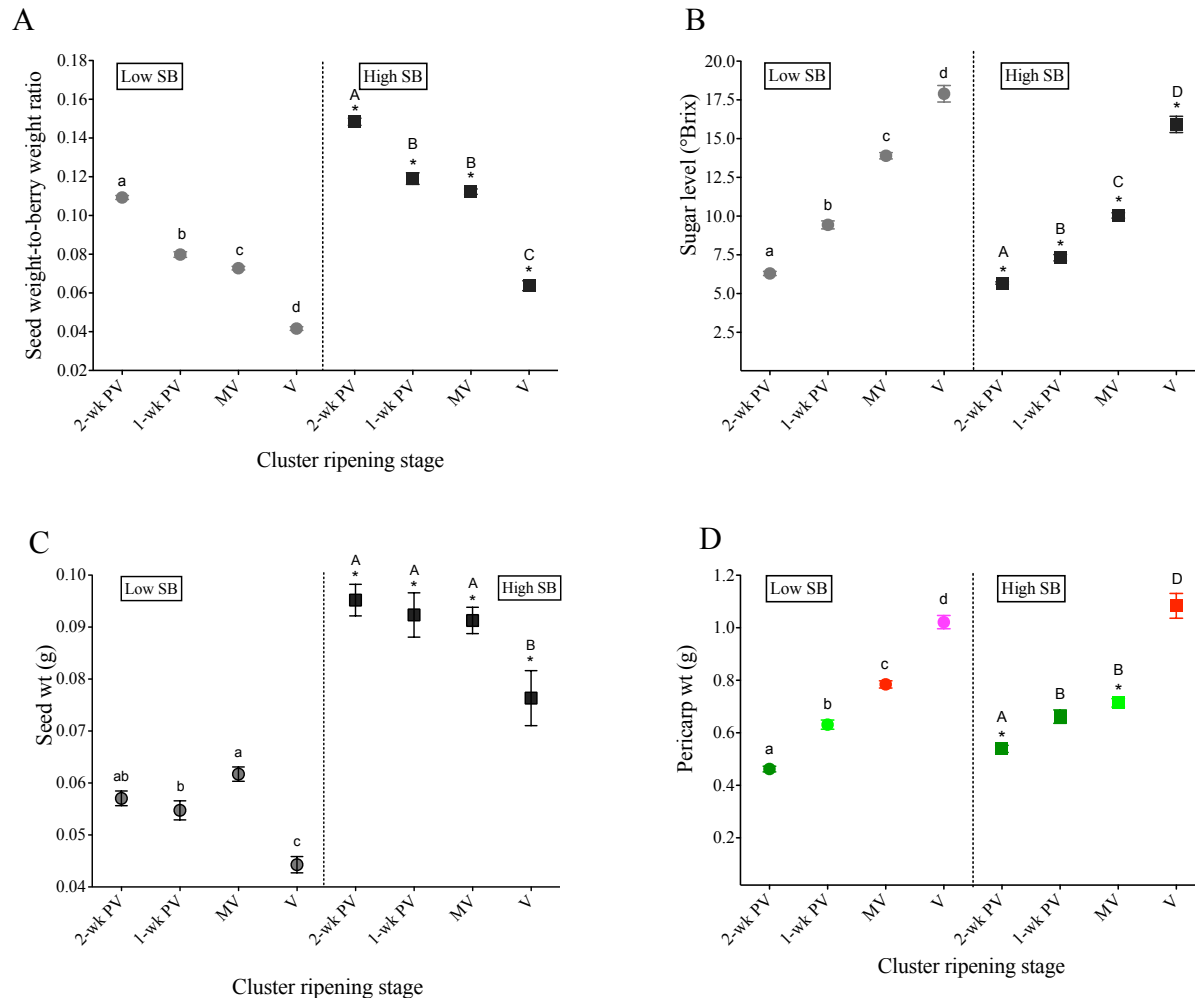 A
Seed weight-to-berry weight ratio
0.18
0.16
0.14
0.12
0.10
0.08
0.06
0.04
0.02
Low SB
High SB
a
b
c
d
A
*
B
*
B
*
C
*
2-wk PV
1-wk PV
MV
V
2-wk PV
1-wk PV
MV
V
Cluster ripening stage
B
Sugar level (°Brix)
20.0
17.5
15.0
12.5
10.0
7.5
5.0
2.5
Low SB
High SB
a
b
c
d
A
*
B
*
C
*
D
*
2-wk PV
1-wk PV
MV
V
2-wk PV
1-wk PV
MV
V
C
Seed wt (g)
0.10
0.09
0.08
0.07
0.06
0.05
0.04
Low SB
High SB
ab
b
a
c
A
*
A
*
A
*
B
*
2-wk PV
1-wk PV
MV
V
2-wk PV
1-wk PV
MV
V
Cluster ripening stage
D
Pericarp wt (g)
1.2
1.0
0.8
0.6
0.4
0.2
Low SB
High SB
a
b
c
d
A
*
B
B
*
D
2-wk PV
1-wk PV
MV
V
2-wk PV
1-wk PV
MV
V
Cluster ripening stage